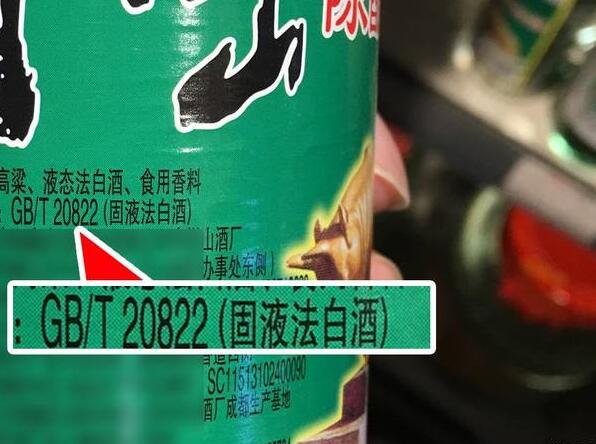 陈
高粱、液态法白酒、食用香料
：GB/T 20822 (固液法白酒)
山酒厂
办事处东侧)
：GB/T 20822 (固液法白酒)
SC11513102400090
酒厂成都生产基地